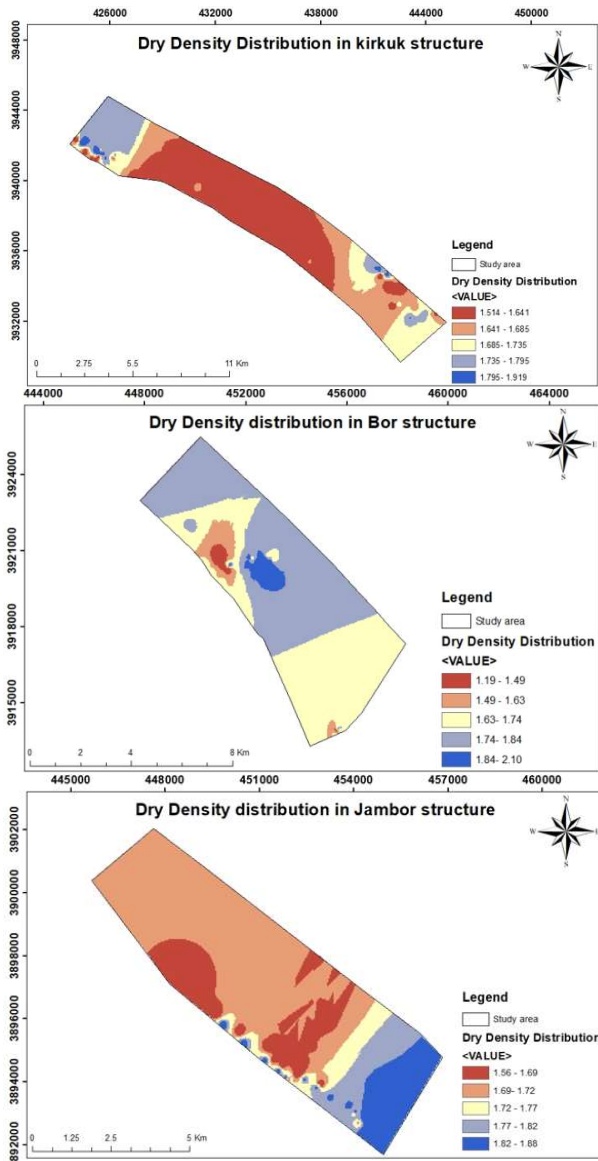 426000 432000 438000 444000 450000
Dry Density Distribution in kirkuk structure
N
W E
S
3948000
3944000
3940000
3936000
3932000
Legend
Study area
Dry Density Distribution
<VALUE>
1.514 - 1.641
1.641 - 1.685
1.685 - 1.735
1.735 - 1.795
1.795 - 1.919
0 2.75 5.5 11 Km
444000 448000 452000 456000 460000 464000
Dry Density distribution in Bor structure
N
W E
S
3924000
3921000
3918000
3915000
Legend
Study area
Dry Density Distribution
<VALUE>
1.19 - 1.49
1.49 - 1.63
1.63- 1.74
1.74 - 1.84
1.84- 2.10
0 2 4 8 Km
445000 448000 451000 454000 457000 460000
Dry Density distribution in Jambor structure
N
W E
S
3902000
3900000
3898000
3896000
3894000
892000
Legend
Study area
Dry Density Distribution
<VALUE>
1.56 - 1.69
1.69- 1.72
1.72 - 1.77
1.77 - 1.82
1.82 - 1.88
0 1.25 2.5 5 Km